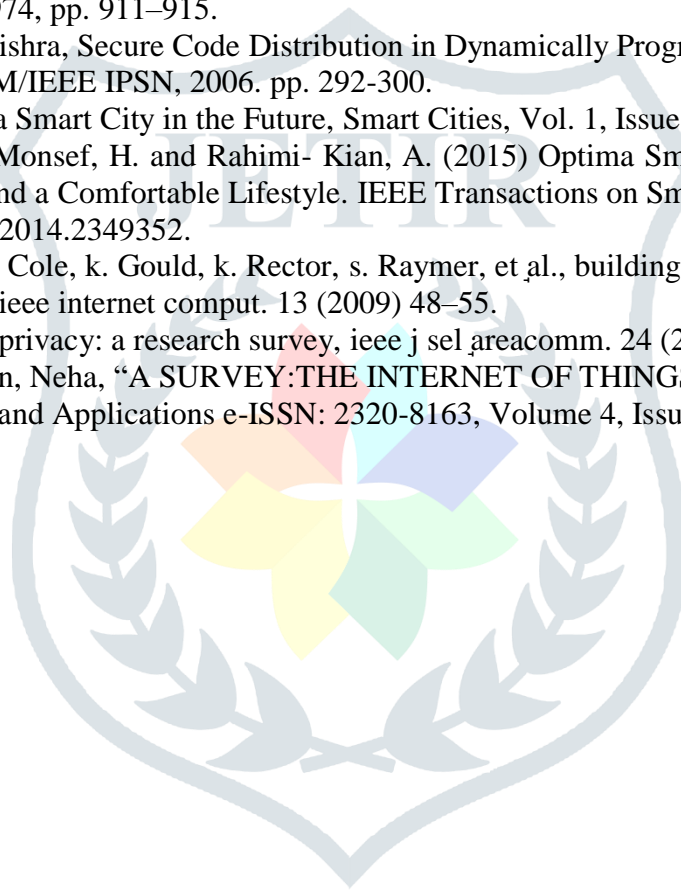 974, pp. 911–915.
ishra, Secure Code Distribution in Dynamically Progr
M/IEEE IPSN, 2006. pp. 292-300.
a Smart City in the Future, Smart Cities, Vol. 1, Issue
Monsef, H. and Rahimi- Kian, A. (2015) Optima Sm
nd a Comfortable Lifestyle. IEEE Transactions on Sm
2014.2349352.
Cole, k. Gould, k. Rector, s. Raymer, et al., building
ieee internet comput. 13 (2009) 48–55.
privacy: a research survey, ieee j sel areacomm. 24 (2
n, Neha, “A SURVEY:THE INTERNET OF THINGS
and Applications e-ISSN: 2320-8163, Volume 4, Issu
JETIR